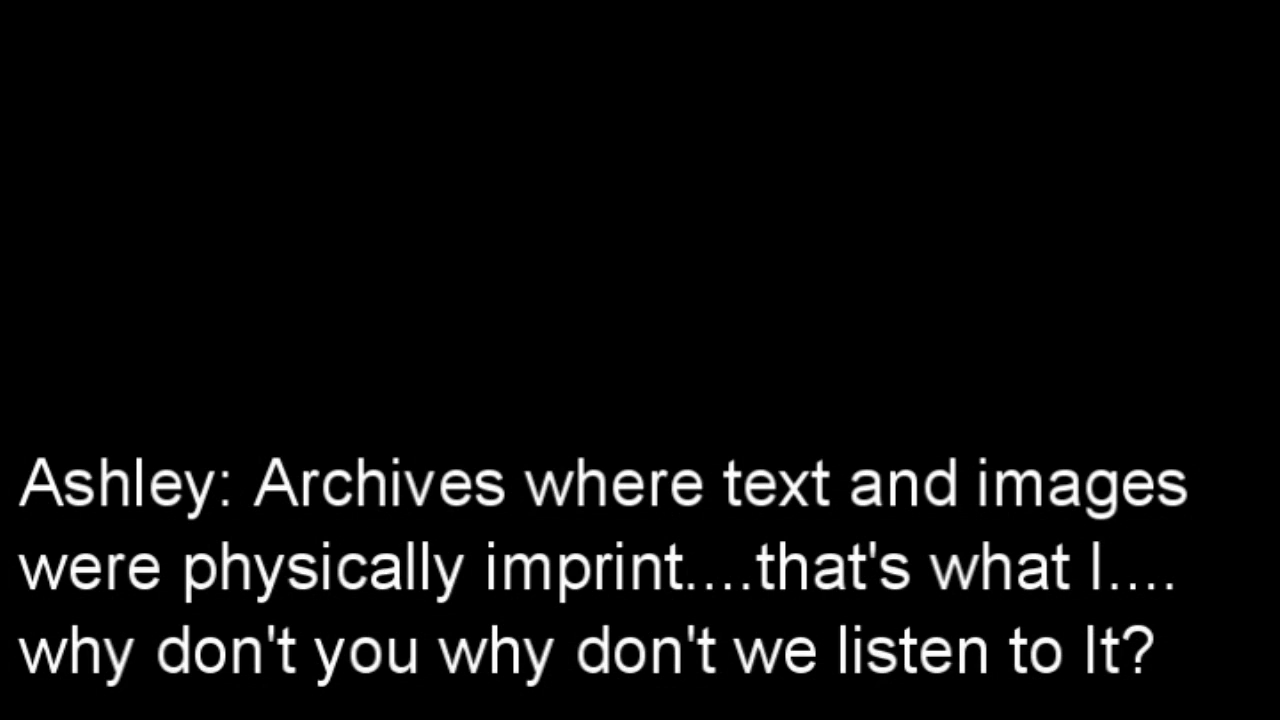 Ashley: Archives where text and images
were physically imprint....that's what I....
why don't you why don't we listen to It?